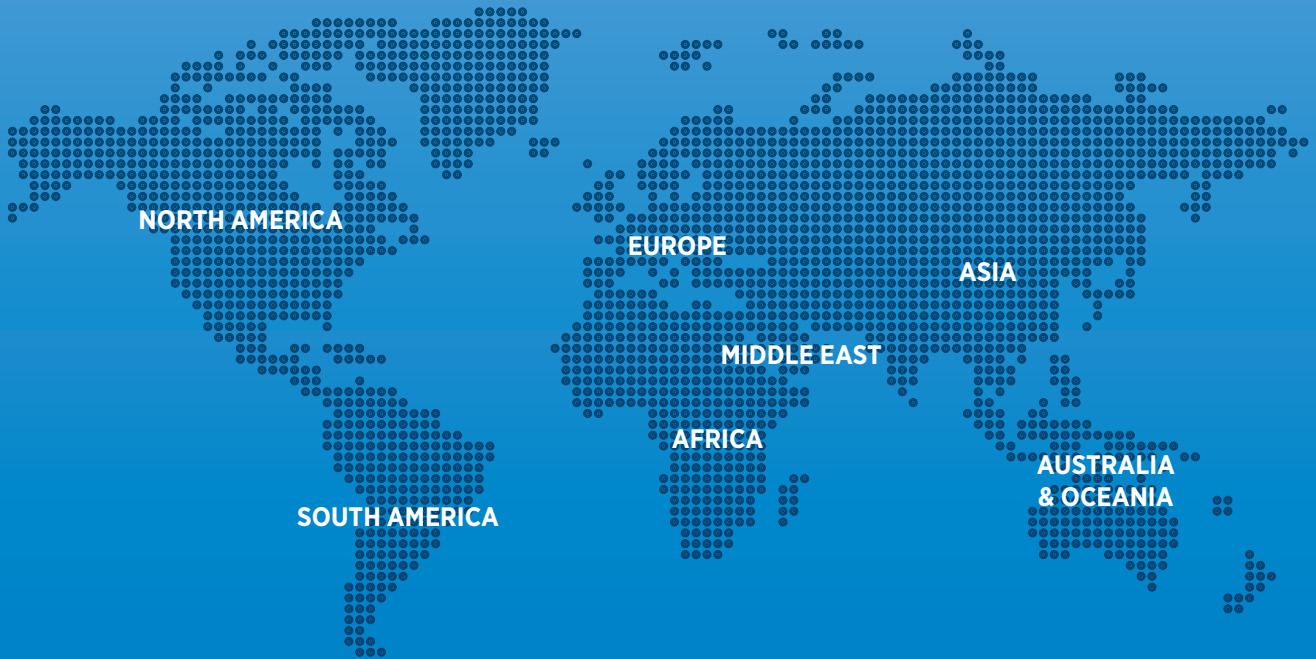 NORTH AMERICA
EUROPE
ASIA
MIDDLE EAST
AFRICA
AUSTRALIA
& OCEANIA
SOUTH AMERICA